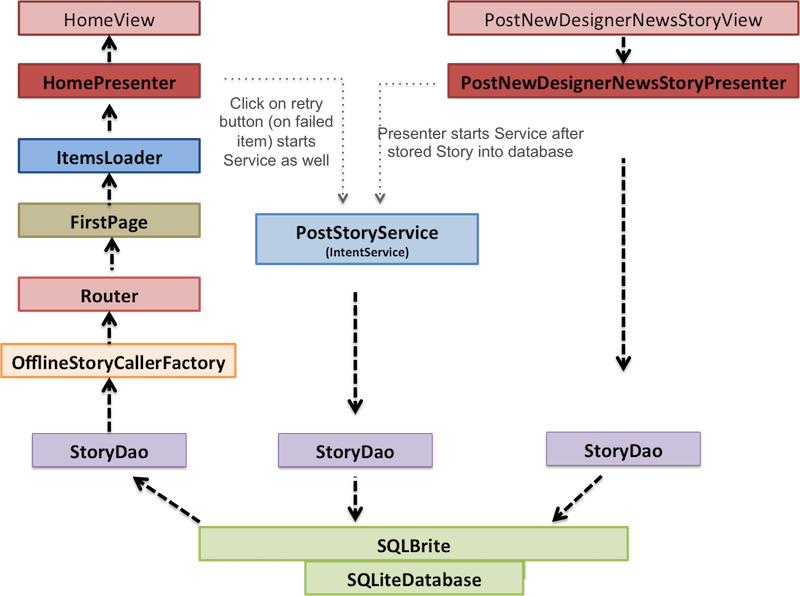 HomeView
PostNewDesignerNewsStoryView
HomePresenter
PostNewDesignerNewsStoryPresenter
Click on retry
button (on failed
item) starts
Service as well
Presenter starts Service after
stored Story into database
ItemsLoader
FirstPage
PostStoryService
(IntentService)
Router
OfflineStoryCallerFactory
StoryDao
StoryDao
StoryDao
SQLBrite
SQLiteDatabase